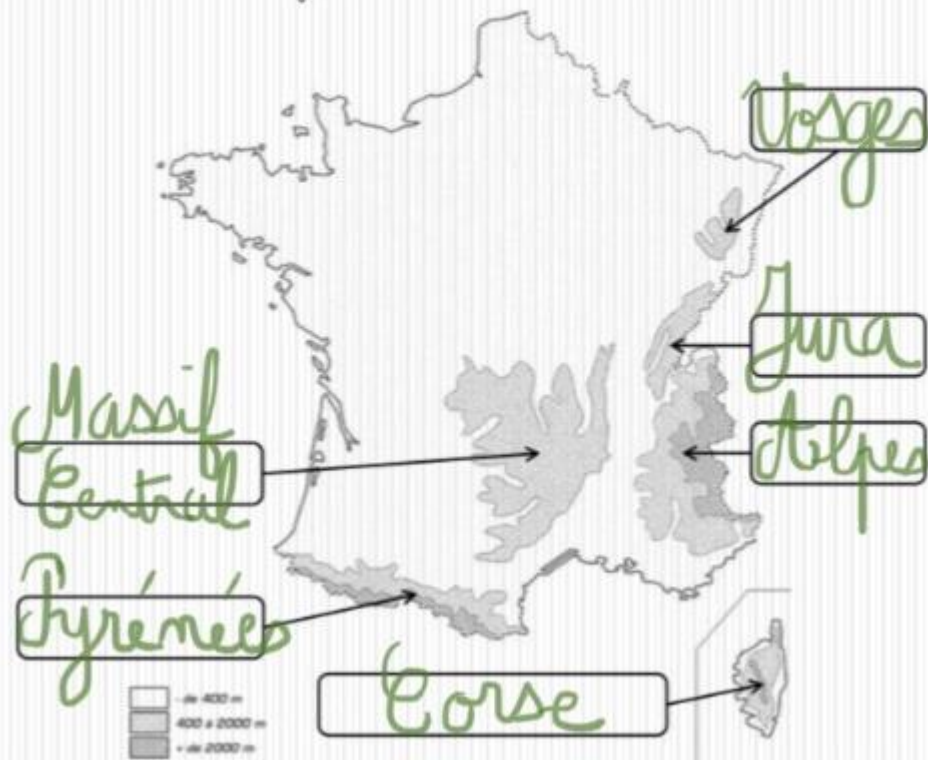 Vosges
Jura
Massif
Central
Alpes
Pyrénées
Corse
- de 400 m
400 à 2000 m
+ de 2000 m